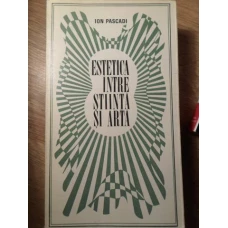 ION PASCADI
ESTETICA
INTRE
STIINTA
SI ARTA